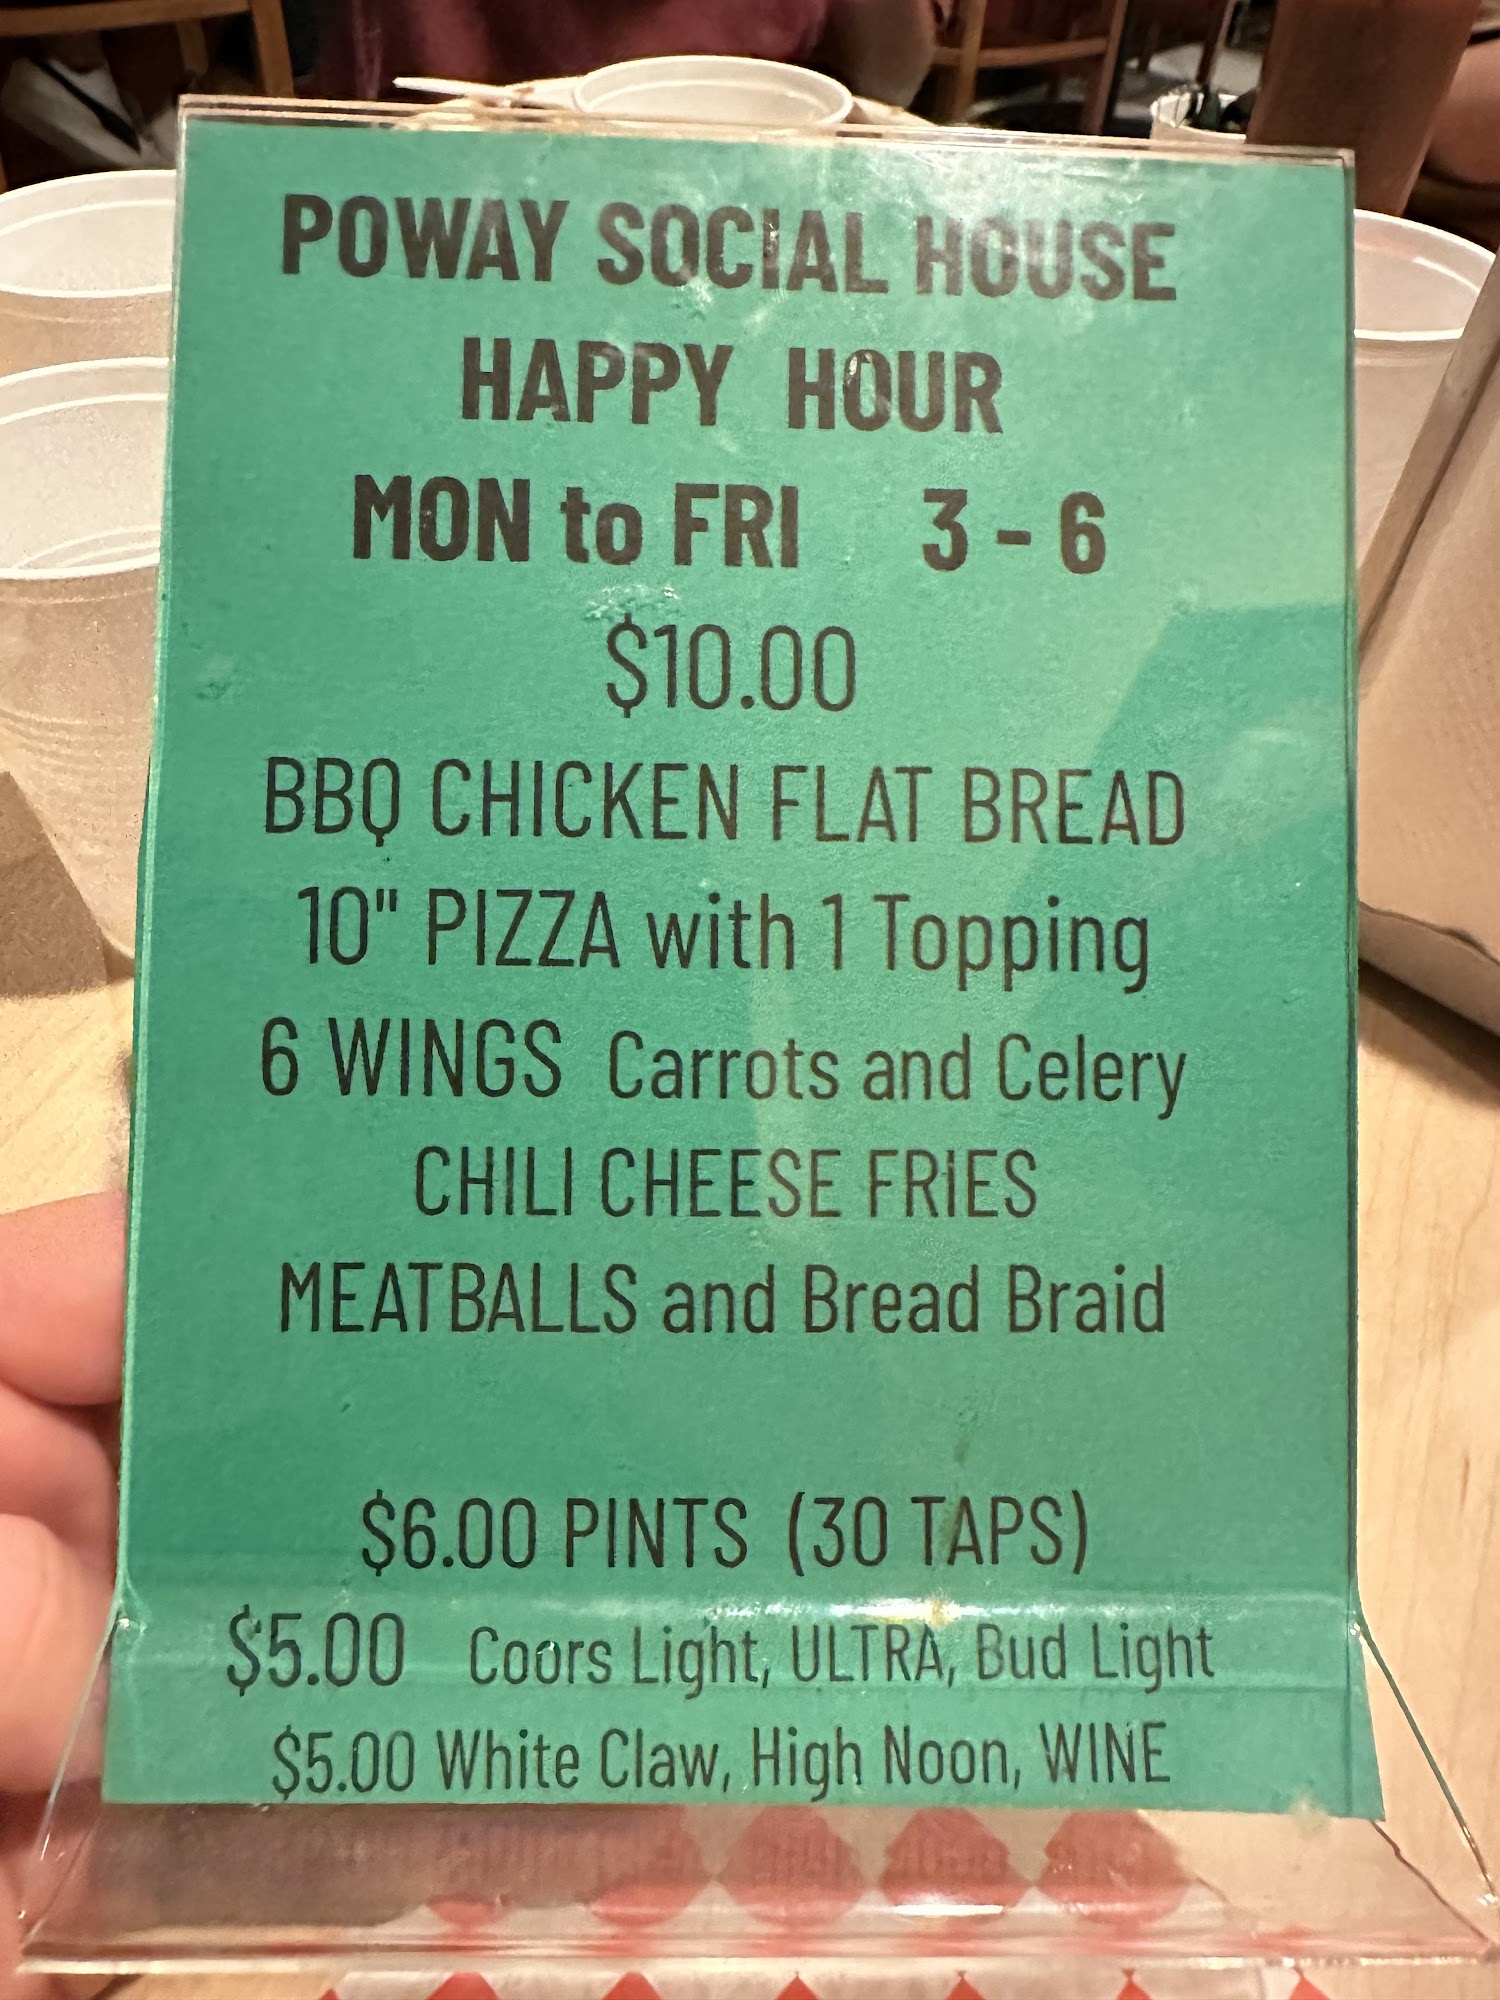 POWAY SOCIAL HOUSE
HAPPY HOUR
MON to FRI 3 - 6
$10.00
BBQ CHICKEN FLAT BREAD
10" PIZZA with 1 Topping
6 WINGS Carrots and Celery
CHILI CHEESE FRIES
MEATBALLS and Bread Braid
$6.00 PINTS (30 TAPS)
$5.00 Coors Light, ULTRA, Bud Light
$5.00 White Claw, High Noon, WINE